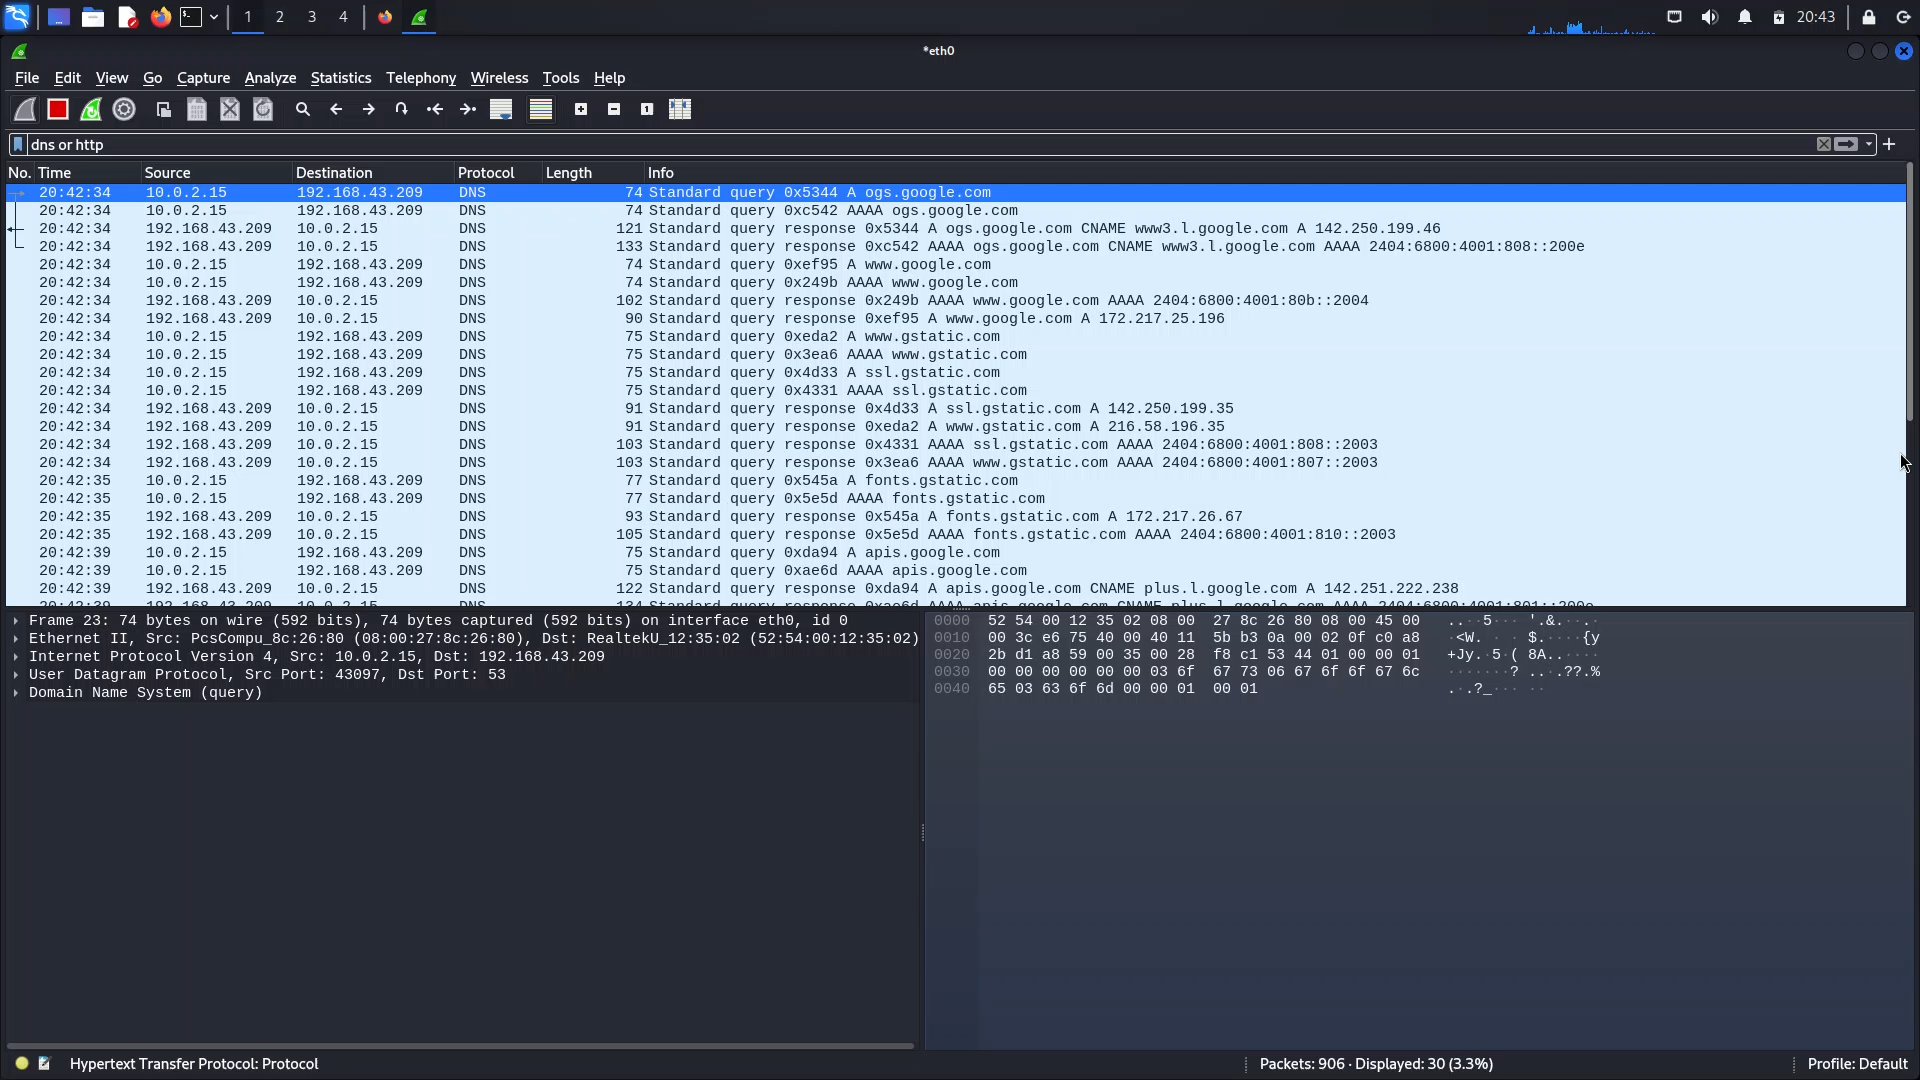 1 2 3 4 20:43
*eth0
File Edit View Go Capture Analyze Statistics Telephony Wireless Tools Help
dns or http
No. Time Source Destination Protocol Length Info
20:42:34 10.0.2.15 192.168.43.209 DNS 74 Standard query 0x5344 A ogs.google.com
20:42:34 10.0.2.15 192.168.43.209 DNS 74 Standard query 0xc542 AAAA ogs.google.com
20:42:34 192.168.43.209 10.0.2.15 DNS 121 Standard query response 0x5344 A ogs.google.com CNAME www3.l.google.com A 142.250.199.46
20:42:34 192.168.43.209 10.0.2.15 DNS 133 Standard query response 0xc542 AAAA ogs.google.com CNAME www3.l.google.com AAAA 2404:6800:4001:808::200e
20:42:34 10.0.2.15 192.168.43.209 DNS 74 Standard query 0xef95 A www.google.com
20:42:34 10.0.2.15 192.168.43.209 DNS 74 Standard query 0x249b AAAA www.google.com
20:42:34 192.168.43.209 10.0.2.15 DNS 102 Standard query response 0x249b AAAA www.google.com AAAA 2404:6800:4001:80b::2004
20:42:34 192.168.43.209 10.0.2.15 DNS 90 Standard query response 0xef95 A www.google.com A 172.217.25.196
20:42:34 10.0.2.15 192.168.43.209 DNS 75 Standard query 0xeda2 A www.gstatic.com
20:42:34 10.0.2.15 192.168.43.209 DNS 75 Standard query 0x3ea6 AAAA www.gstatic.com
20:42:34 10.0.2.15 192.168.43.209 DNS 75 Standard query 0x4d33 A ssl.gstatic.com
20:42:34 10.0.2.15 192.168.43.209 DNS 75 Standard query 0x4331 AAAA ssl.gstatic.com
20:42:34 192.168.43.209 10.0.2.15 DNS 91 Standard query response 0x4d33 A ssl.gstatic.com A 142.250.199.35
20:42:34 192.168.43.209 10.0.2.15 DNS 91 Standard query response 0xeda2 A www.gstatic.com A 216.58.196.35
20:42:34 192.168.43.209 10.0.2.15 DNS 103 Standard query response 0x4331 AAAA ssl.gstatic.com AAAA 2404:6800:4001:808::2003
20:42:34 192.168.43.209 10.0.2.15 DNS 103 Standard query response 0x3ea6 AAAA www.gstatic.com AAAA 2404:6800:4001:807::2003
20:42:35 10.0.2.15 192.168.43.209 DNS 77 Standard query 0x545a A fonts.gstatic.com
20:42:35 10.0.2.15 192.168.43.209 DNS 77 Standard query 0x5e5d AAAA fonts.gstatic.com
20:42:35 192.168.43.209 10.0.2.15 DNS 93 Standard query response 0x545a A fonts.gstatic.com A 172.217.26.67
20:42:35 192.168.43.209 10.0.2.15 DNS 105 Standard query response 0x5e5d AAAA fonts.gstatic.com AAAA 2404:6800:4001:810::2003
20:42:39 10.0.2.15 192.168.43.209 DNS 75 Standard query 0xda94 A apis.google.com
20:42:39 10.0.2.15 192.168.43.209 DNS 75 Standard query 0xae6d AAAA apis.google.com
20:42:39 192.168.43.209 10.0.2.15 DNS 122 Standard query response 0xda94 A apis.google.com CNAME plus.l.google.com A 142.251.222.238
20:42:39 192.168.43.209 10.0.2.15 DNS 134 Standard query response 0xae6d AAAA apis.google.com CNAME plus.l.google.com AAAA 2404:6800:4001:801::200e
Frame 23: 74 bytes on wire (592 bits), 74 bytes captured (592 bits) on interface eth0, id 0
Ethernet II, Src: PcsCompu_8c:26:80 (08:00:27:8c:26:80), Dst: RealtekU_12:35:02 (52:54:00:12:35:02)
Internet Protocol Version 4, Src: 10.0.2.15, Dst: 192.168.43.209
User Datagram Protocol, Src Port: 43097, Dst Port: 53
Domain Name System (query)
0000 52 54 00 12 35 02 08 00 27 8c 26 80 08 00 45 00
0010 00 3c e6 75 40 00 40 11 5b b3 0a 00 02 0f c0 a8
0020 2b d1 a8 59 00 35 00 28 f8 c1 53 44 01 00 00 01
0030 00 00 00 00 00 00 03 6f 67 73 06 67 6f 6f 67 6c
0040 65 03 63 6f 6d 00 00 01 00 01
Hypertext Transfer Protocol: Protocol Packets: 906 · Displayed: 30 (3.3%) Profile: Default